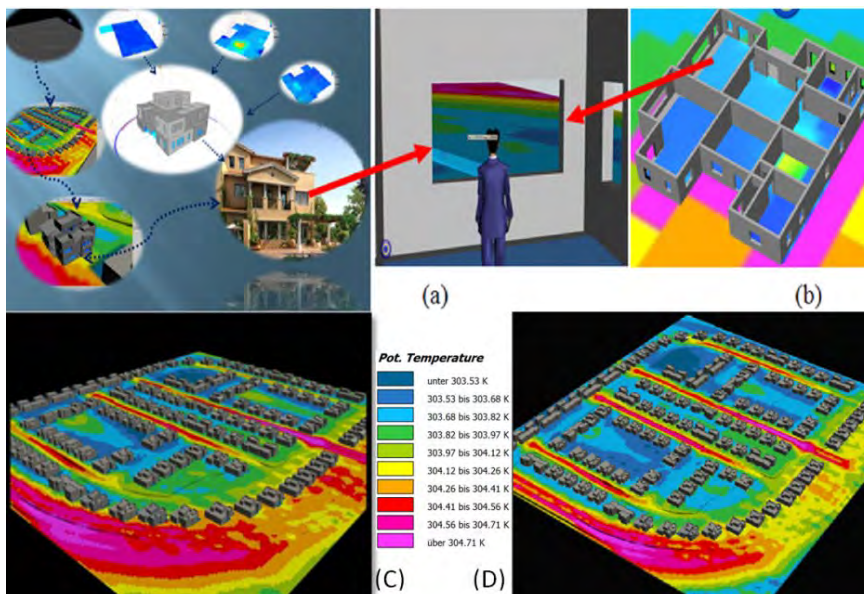 (a)
(b)
Pot. Temperature
unter 303.53 K
303.53 bis 303.68 K
303.68 bis 303.82 K
303.82 bis 303.97 K
303.97 bis 304.12 K
304.12 bis 304.26 K
304.26 bis 304.41 K
304.41 bis 304.56 K
304.56 bis 304.71 K
über 304.71 K
(C)
(D)